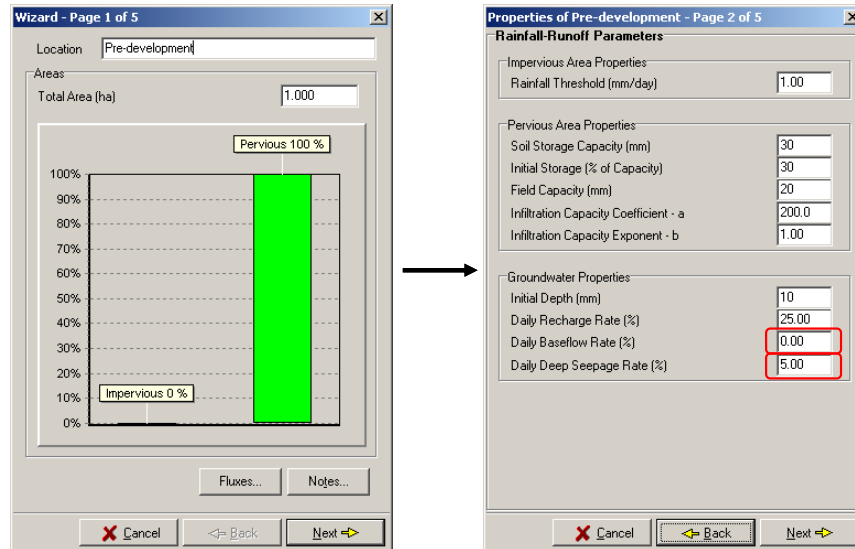 Wizard - Page 1 of 5
Location Pre-development
Areas
Total Area (ha) 1.000
Pervious 100 %
100%
90%
80%
70%
60%
50%
40%
30%
20%
10%
0%
Impervious 0 %
Fluxes... Notes...
Cancel Back Next
Properties of Pre-development - Page 2 of 5
Rainfall-Runoff Parameters
Impervious Area Properties
Rainfall Threshold (mm/day) 1.00
Pervious Area Properties
Soil Storage Capacity (mm) 30
Initial Storage (% of Capacity) 30
Field Capacity (mm) 20
Infiltration Capacity Coefficient - a 200.0
Infiltration Capacity Exponent - b 1.00
Groundwater Properties
Initial Depth (mm) 10
Daily Recharge Rate (%) 25.00
Daily Baseflow Rate (%) 0.00
Daily Deep Seepage Rate (%) 5.00
Cancel Back Next